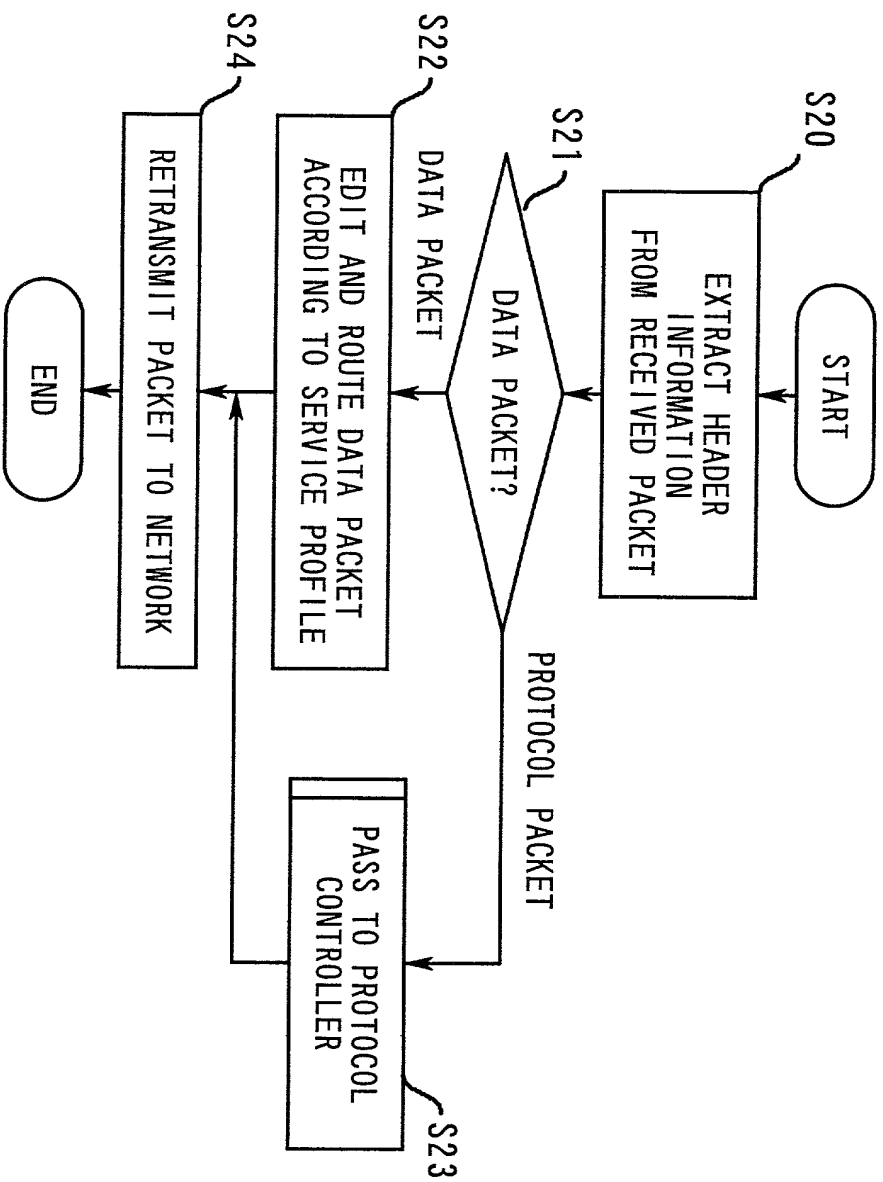 START
S20
EXTRACT HEADER
INFORMATION
FROM RECEIVED PACKET
S21
DATA PACKET?
PROTOCOL PACKET
DATA PACKET
S22
EDIT AND ROUTE DATA PACKET
ACCORDING TO SERVICE PROFILE
PASS TO PROTOCOL
CONTROLLER
S23
S24
RETRANSMIT PACKET TO NETWORK
END